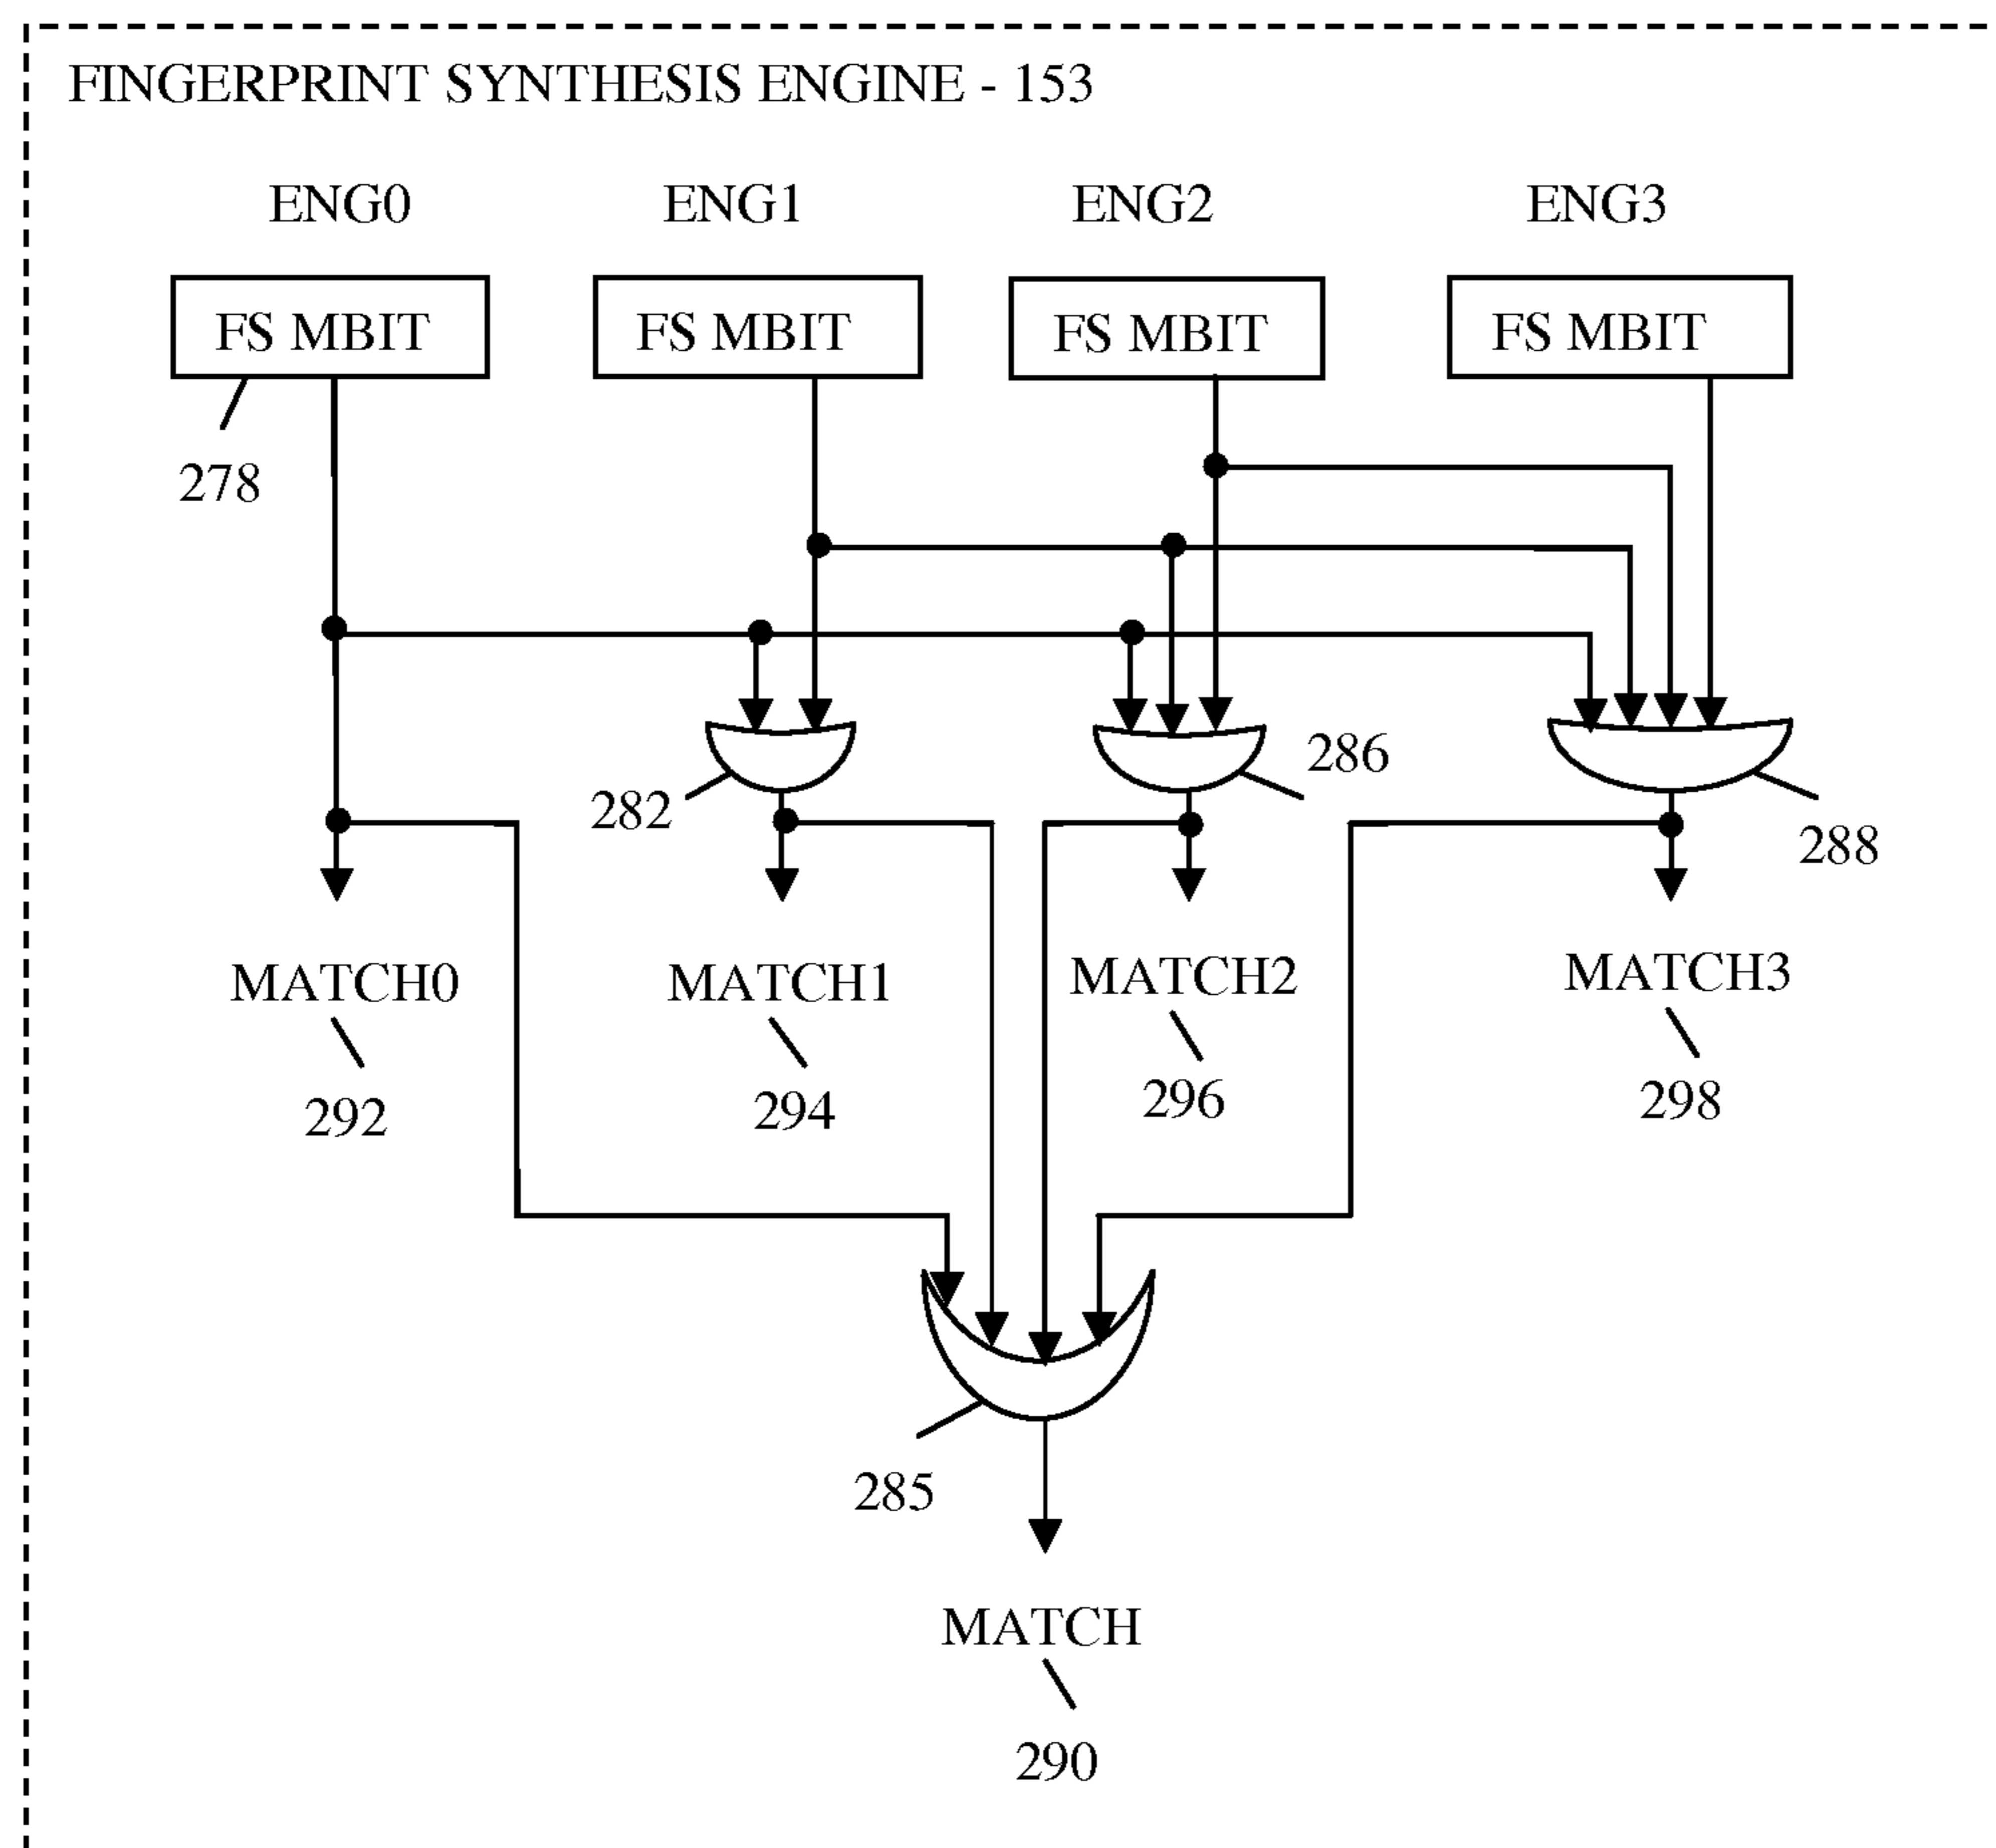 FINGERPRINT SYNTHESIS ENGINE - 153
ENG0 ENG1 ENG2 ENG3
FS MBIT FS MBIT FS MBIT FS MBIT
278
282 286 288
MATCH0 MATCH1 MATCH2 MATCH3
292 294 296 298
285
MATCH
290